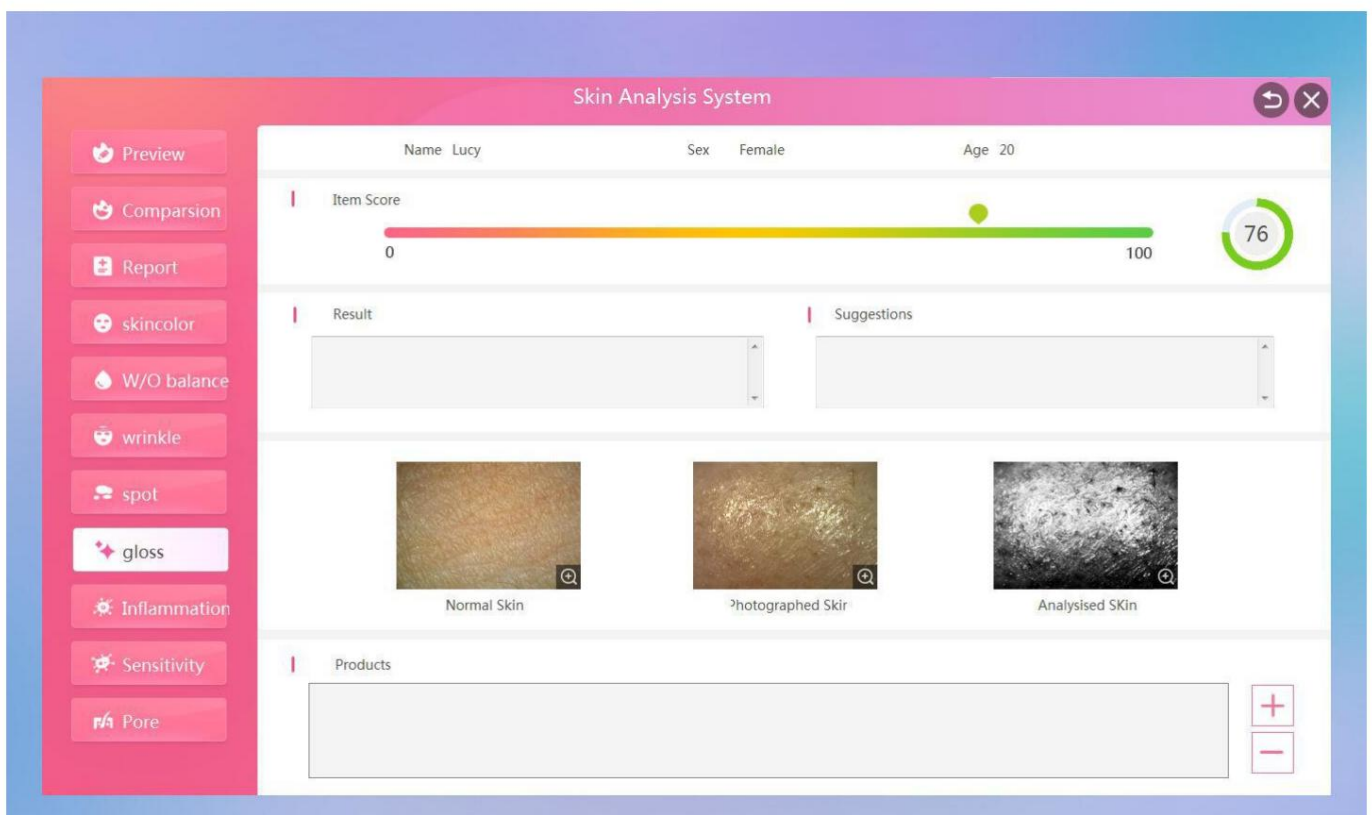 Skin Analysis System
Preview
Comparsion
Report
skincolor
W/O balance
wrinkle
spot
gloss
Inflammation
Sensitivity
Pore
Name Lucy Sex Female Age 20
Item Score
0 100
76
Result Suggestions
Normal Skin Photographed Skir Analysised SKin
Products